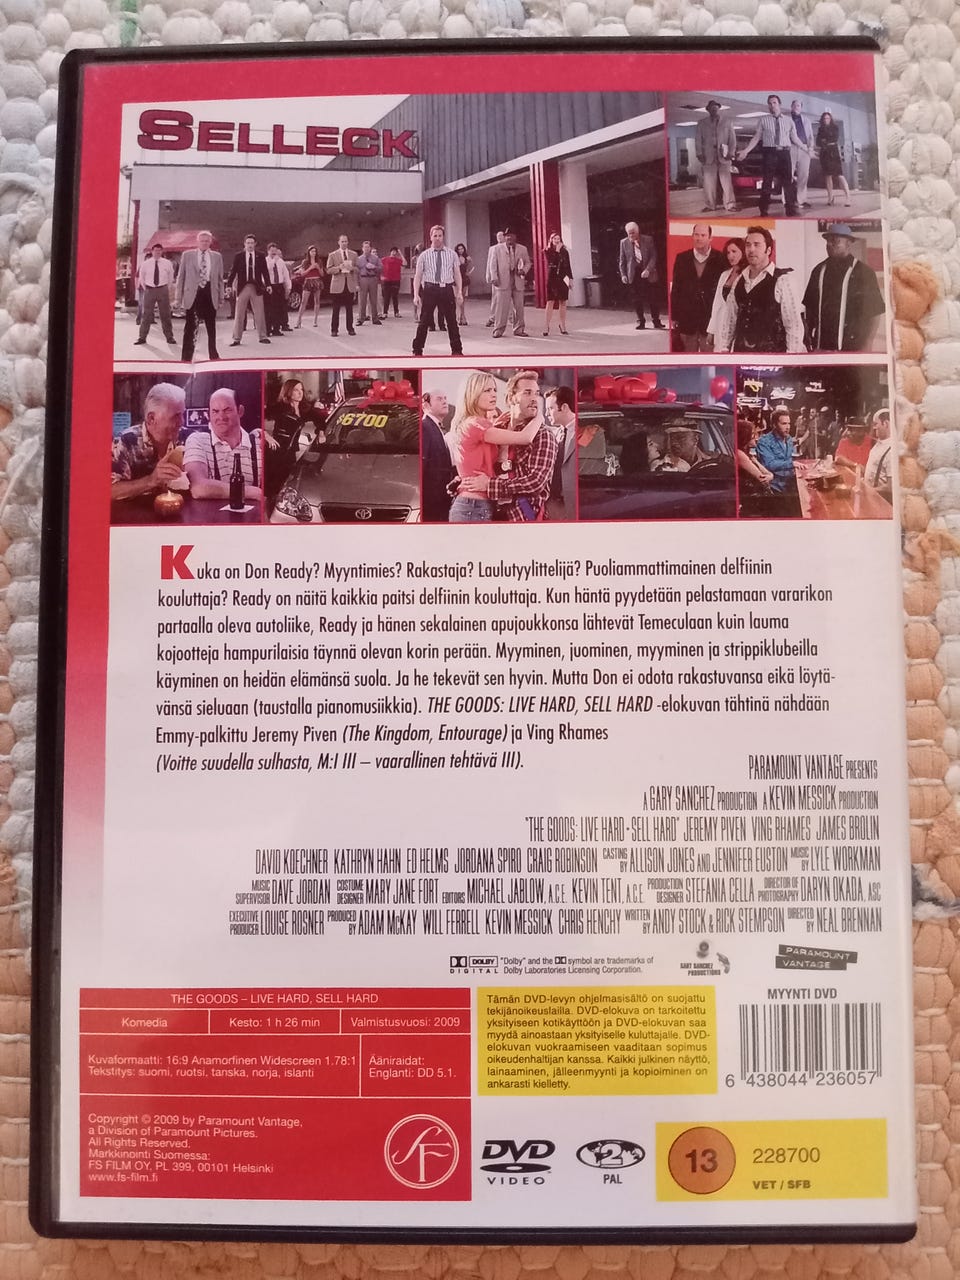 SELLECK
$6700
Kuka on Don Ready? Myyntimies? Rakastaja? Laulutyylittelijä? Puoliammattimainen delfiinin
kouluttaja? Ready on näitä kaikkia paitsi delfiinin kouluttaja. Kun häntä pyydetään pelastamaan vararikon
partaalla oleva autoliike, Ready ja hänen sekalainen apujoukkonsa lähtevät Temeculaan kuin lauma
kojootteja hampurilaisia täynnä olevan korin perään. Myyminen, juominen, myyminen ja strippiklubeilla
käyminen on heidän elämänsä suola. Ja he tekevät sen hyvin. Mutta Don ei odota rakastuvansa eikä löytä-
vänsä sieluaan (taustalla pianomusiikkia). THE GOODS: LIVE HARD, SELL HARD -elokuvan tähtinä nähdään
Emmy-palkittu Jeremy Piven (The Kingdom, Entourage) ja Ving Rhames
(Voitte suudella sulhasta, M:I III – vaarallinen tehtävä III).
PARAMOUNT VANTAGE PRESENTS
A GARY SANCHEZ PRODUCTION A KEVIN MESSICK PRODUCTION
"THE GOODS: LIVE HARD • SELL HARD" JEREMY PIVEN VING RHAMES JAMES BROLIN
DAVID KOECHNER KATHRYN HAHN ED HELMS JORDANA SPIRO CRAIG ROBINSON CASTING BY ALLISON JONES AND JENNIFER EUSTON MUSIC BY LYLE WORKMAN
MUSIC SUPERVISOR DAVE JORDAN COSTUME DESIGNER MARY JANE FORT EDITORS MICHAEL JABLOW, A.C.E. KEVIN TENT, A.C.E. PRODUCTION DESIGNER STEFANIA CELLA DIRECTOR OF PHOTOGRAPHY DARYN OKADA, ASC
EXECUTIVE PRODUCER LOUISE ROSNER PRODUCED BY ADAM McKAY WILL FERRELL KEVIN MESSICK CHRIS HENCHY WRITTEN BY ANDY STOCK & RICK STEMPSON DIRECTED BY NEAL BRENNAN
DOLBY DIGITAL
"Dolby" and the symbol are trademarks of
Dolby Laboratories Licensing Corporation.
GARY SANCHEZ
PRODUCTIONS
PARAMOUNT
VANTAGE
THE GOODS – LIVE HARD, SELL HARD
Komedia
Kesto: 1 h 26 min
Valmistusvuosi: 2009
Kuvaformaatti: 16:9 Anamorfinen Widescreen 1.78:1
Tekstitys: suomi, ruotsi, tanska, norja, islanti
Ääniraidat:
Englanti: DD 5.1.
Copyright © 2009 by Paramount Vantage,
a Division of Paramount Pictures.
All Rights Reserved.
Markkinointi Suomessa:
FS FILM OY, PL 399, 00101 Helsinki
www.fs-film.fi
SF
Tämän DVD-levyn ohjelmasisältö on suojattu
tekijänoikeuslailla. DVD-elokuva on tarkoitettu
yksityiseen kotikäyttöön ja DVD-elokuvan saa
myydä ainoastaan yksityiselle kuluttajalle. DVD-
elokuvan vuokraamiseen vaaditaan sopimus
oikeudenhaltijan kanssa. Kaikki julkinen näyttö,
lainaaminen, jälleenmyynti ja kopioiminen on
ankarasti kielletty.
MYYNTI DVD
6 438044 236057
DVD
VIDEO
2
PAL
13
228700
VET / SFB